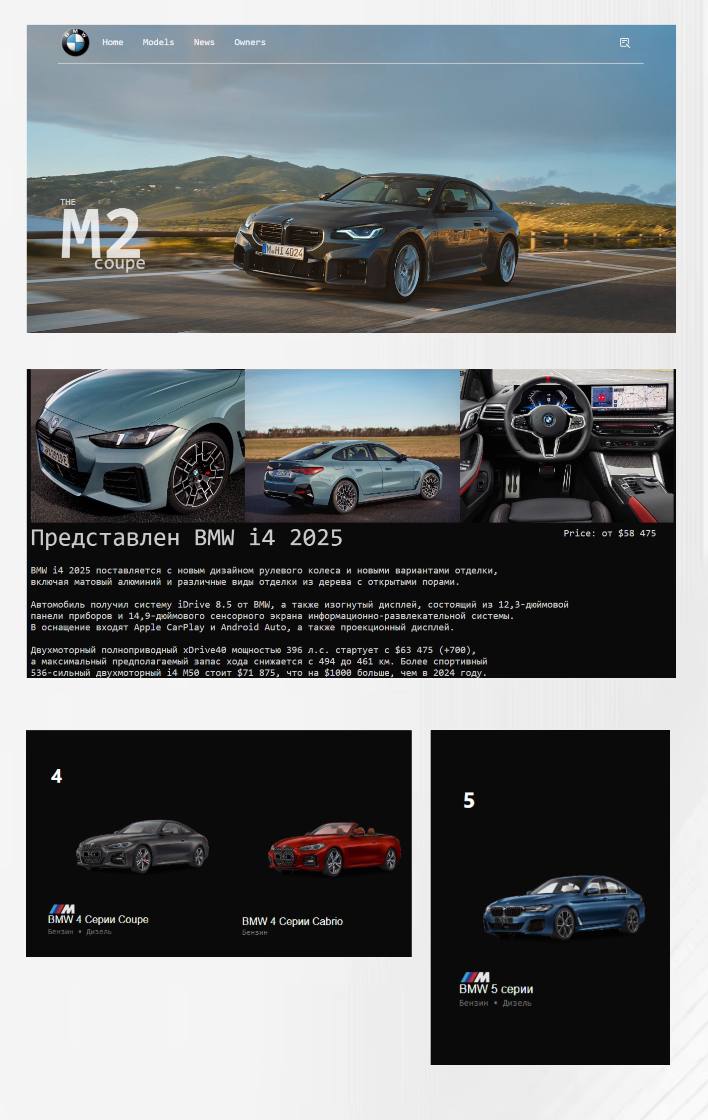 BMW
Home Models News Owners
THE
M2
coupe
M·HI 4024
Представлен BMW i4 2025
Price: от $58 475
BMW i4 2025 поставляется с новым дизайном рулевого колеса и новыми вариантами отделки,
включая матовый алюминий и различные виды отделки из дерева с открытыми порами.
Автомобиль получил систему iDrive 8.5 от BMW, а также изогнутый дисплей, состоящий из 12,3-дюймовой
панели приборов и 14,9-дюймового сенсорного экрана информационно-развлекательной системы.
В оснащение входят Apple CarPlay и Android Auto, а также проекционный дисплей.
Двухмоторный полноприводный xDrive40 мощностью 396 л.с. стартует с $63 475 (+700),
а максимальный предполагаемый запас хода снижается с 494 до 461 км. Более спортивный
536-сильный двухмоторный i4 M50 стоит $71 875, что на $1000 больше, чем в 2024 году.
4
M
BMW 4 Серии Coupe
Бензин • Дизель
BMW 4 Серии Cabrio
Бензин
5
M
BMW 5 серии
Бензин • Дизель